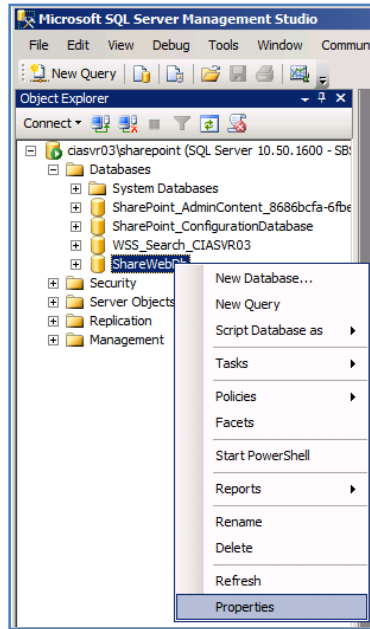 Microsoft SQL Server Management Studio
File Edit View Debug Tools Window Commun
New Query
Object Explorer
Connect
ciasvr03\sharepoint (SQL Server 10.50.1600 - SBS
Databases
System Databases
SharePoint_AdminContent_8686bcfa-6fbe
SharePoint_ConfigurationDatabase
WSS_Search_CIASVR03
ShareWebDb
Security
Server Objects
Replication
Management
New Database...
New Query
Script Database as
Tasks
Policies
Facets
Start PowerShell
Reports
Rename
Delete
Refresh
Properties